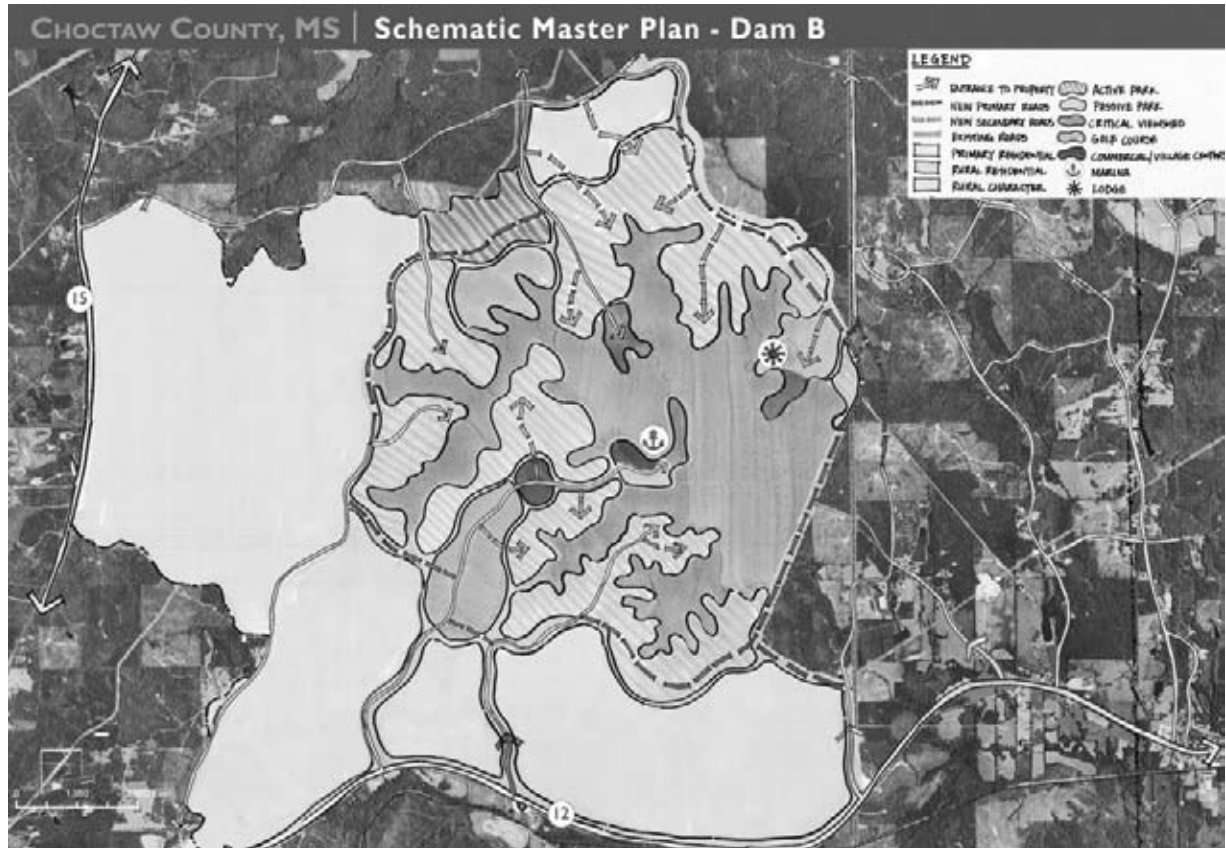 CHOCTAW COUNTY, MS | Schematic Master Plan - Dam B
LEGEND
ENTRANCE TO PROPERTY
NEW PRIMARY ROADS
NEW SECONDARY ROADS
EXISTING ROADS
PRIMARY RESIDENTIAL
RURAL RESIDENTIAL
RURAL CHARACTER
ACTIVE PARK
PASSIVE PARK
CRITICAL VIEWSHED
GOLF COURSE
COMMERCIAL/VILLAGE CENTER
MARINA
LODGE
15
12
0